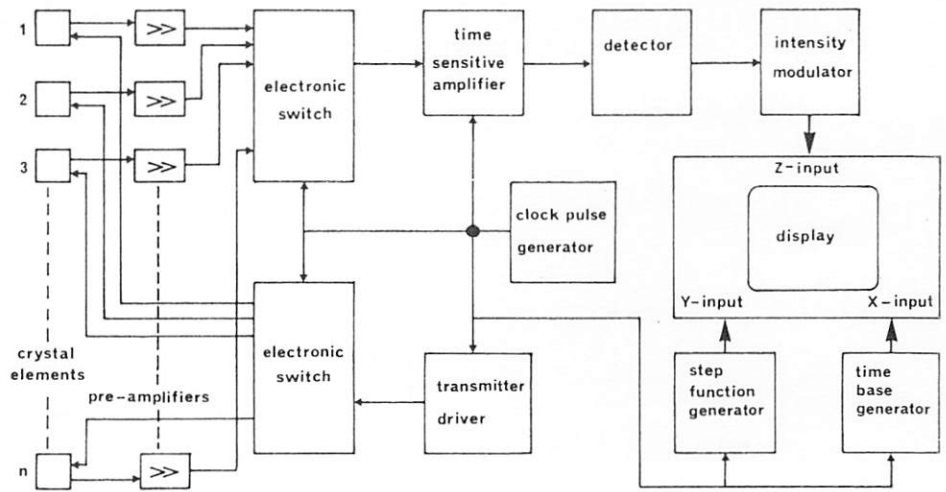 1
2
3
n
>>
>>
>>
>>
crystal
elements
pre-amplifiers
electronic
switch
electronic
switch
time
sensitive
amplifier
detector
intensity
modulator
clock pulse
generator
transmitter
driver
Z-input
display
Y-input
X-input
step
function
generator
time
base
generator